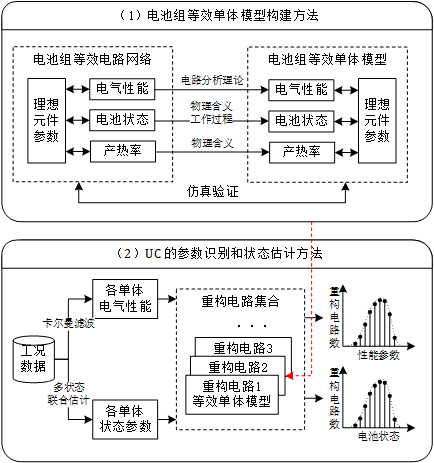 （1）电池组等效单体模型构建方法
电池组等效电路网络
电池组等效单体模型
理想
元件
参数
电气性能
电池状态
产热率
电路分析理论
物理含义
工作过程
物理含义
电气性能
电池状态
产热率
理想
元件
参数
仿真验证
（2）UC的参数识别和状态估计方法
工况
数据
卡尔曼滤波
多状态
联合估计
各单体
电气性能
各单体
状态参数
重构电路集合
· · ·
重构电路3
重构电路2
重构电路1
等效单体模型
重构电路数
性能参数
重构电路数
电池状态